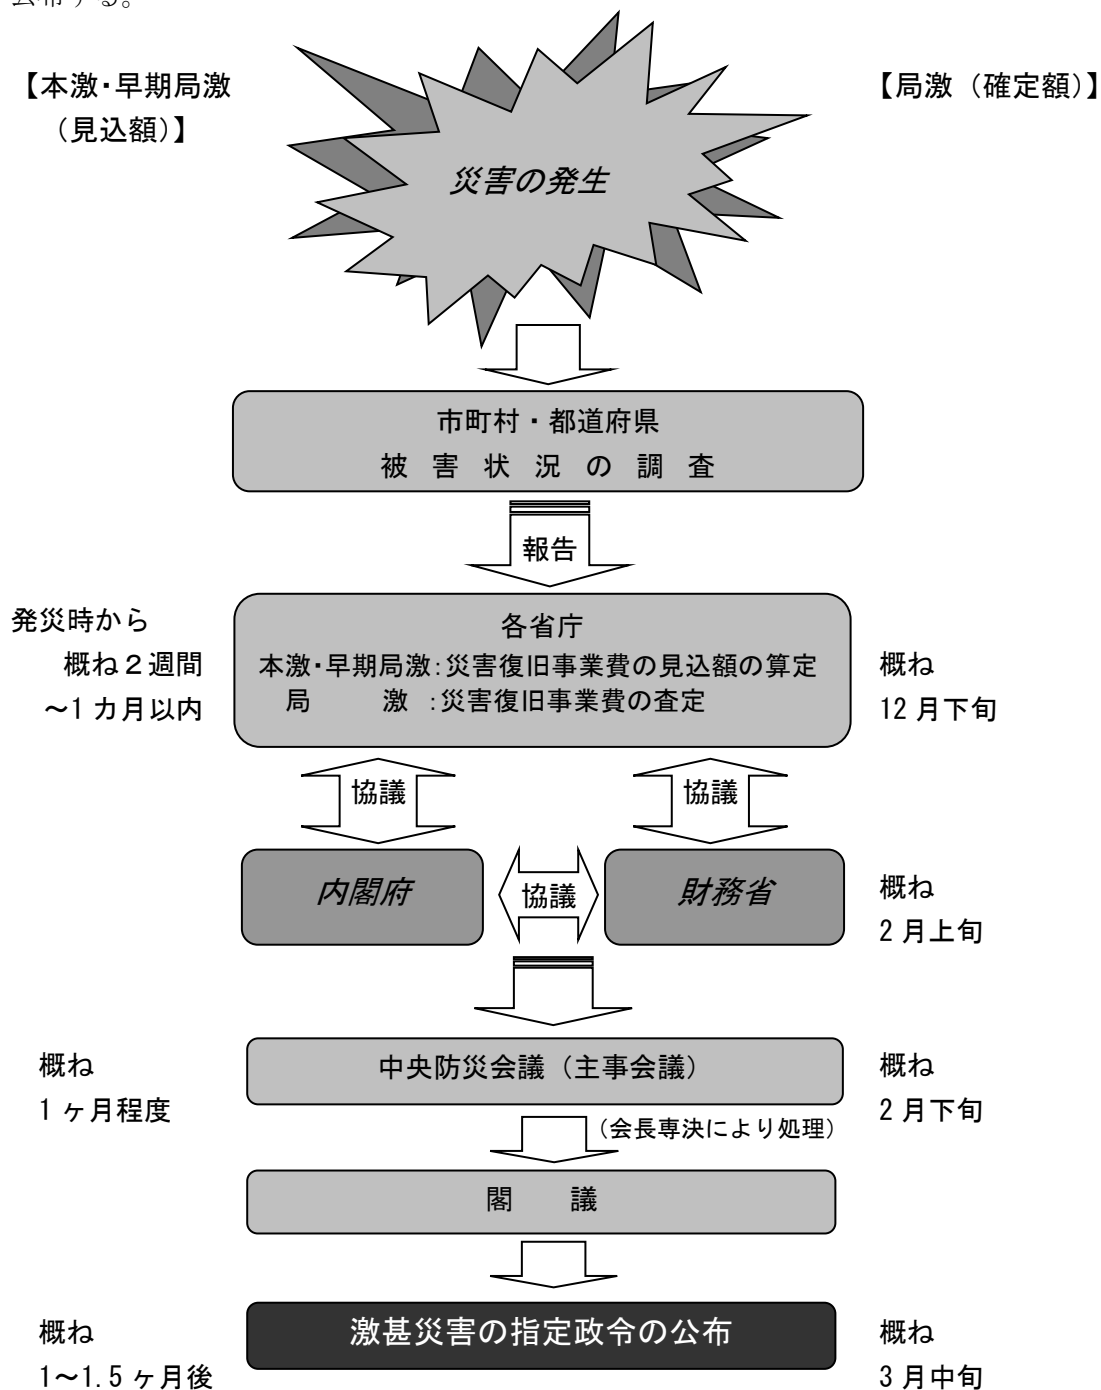 公布する。
【本激・早期局激
（見込額）】
【局激（確定額）】
災害の発生
市町村・都道府県
被害状況の調査
報告
発災時から
概ね２週間
～1 カ月以内
各省庁
本激・早期局激：災害復旧事業費の見込額の算定
局　　激　：災害復旧事業費の査定
概ね
12 月下旬
協議
協議
内閣府
協議
財務省
概ね
2 月上旬
概ね
1 ヶ月程度
中央防災会議（主事会議）
概ね
2 月下旬
（会長専決により処理）
閣　議
概ね
1～1.5 ヶ月後
激甚災害の指定政令の公布
概ね
3 月中旬